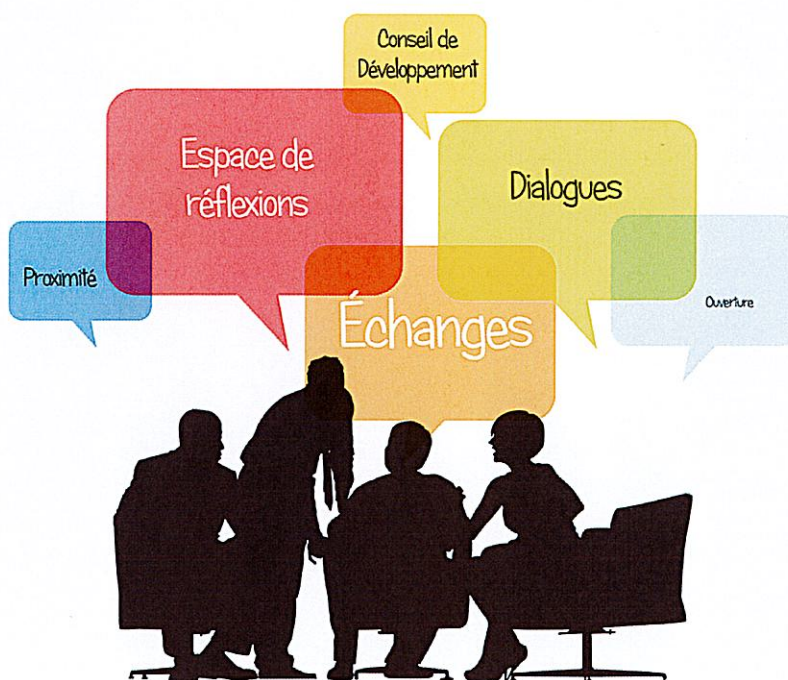 Conseil de
Développement
Espace de
réflexions
Dialogues
Proximité
Ouverture
Échanges